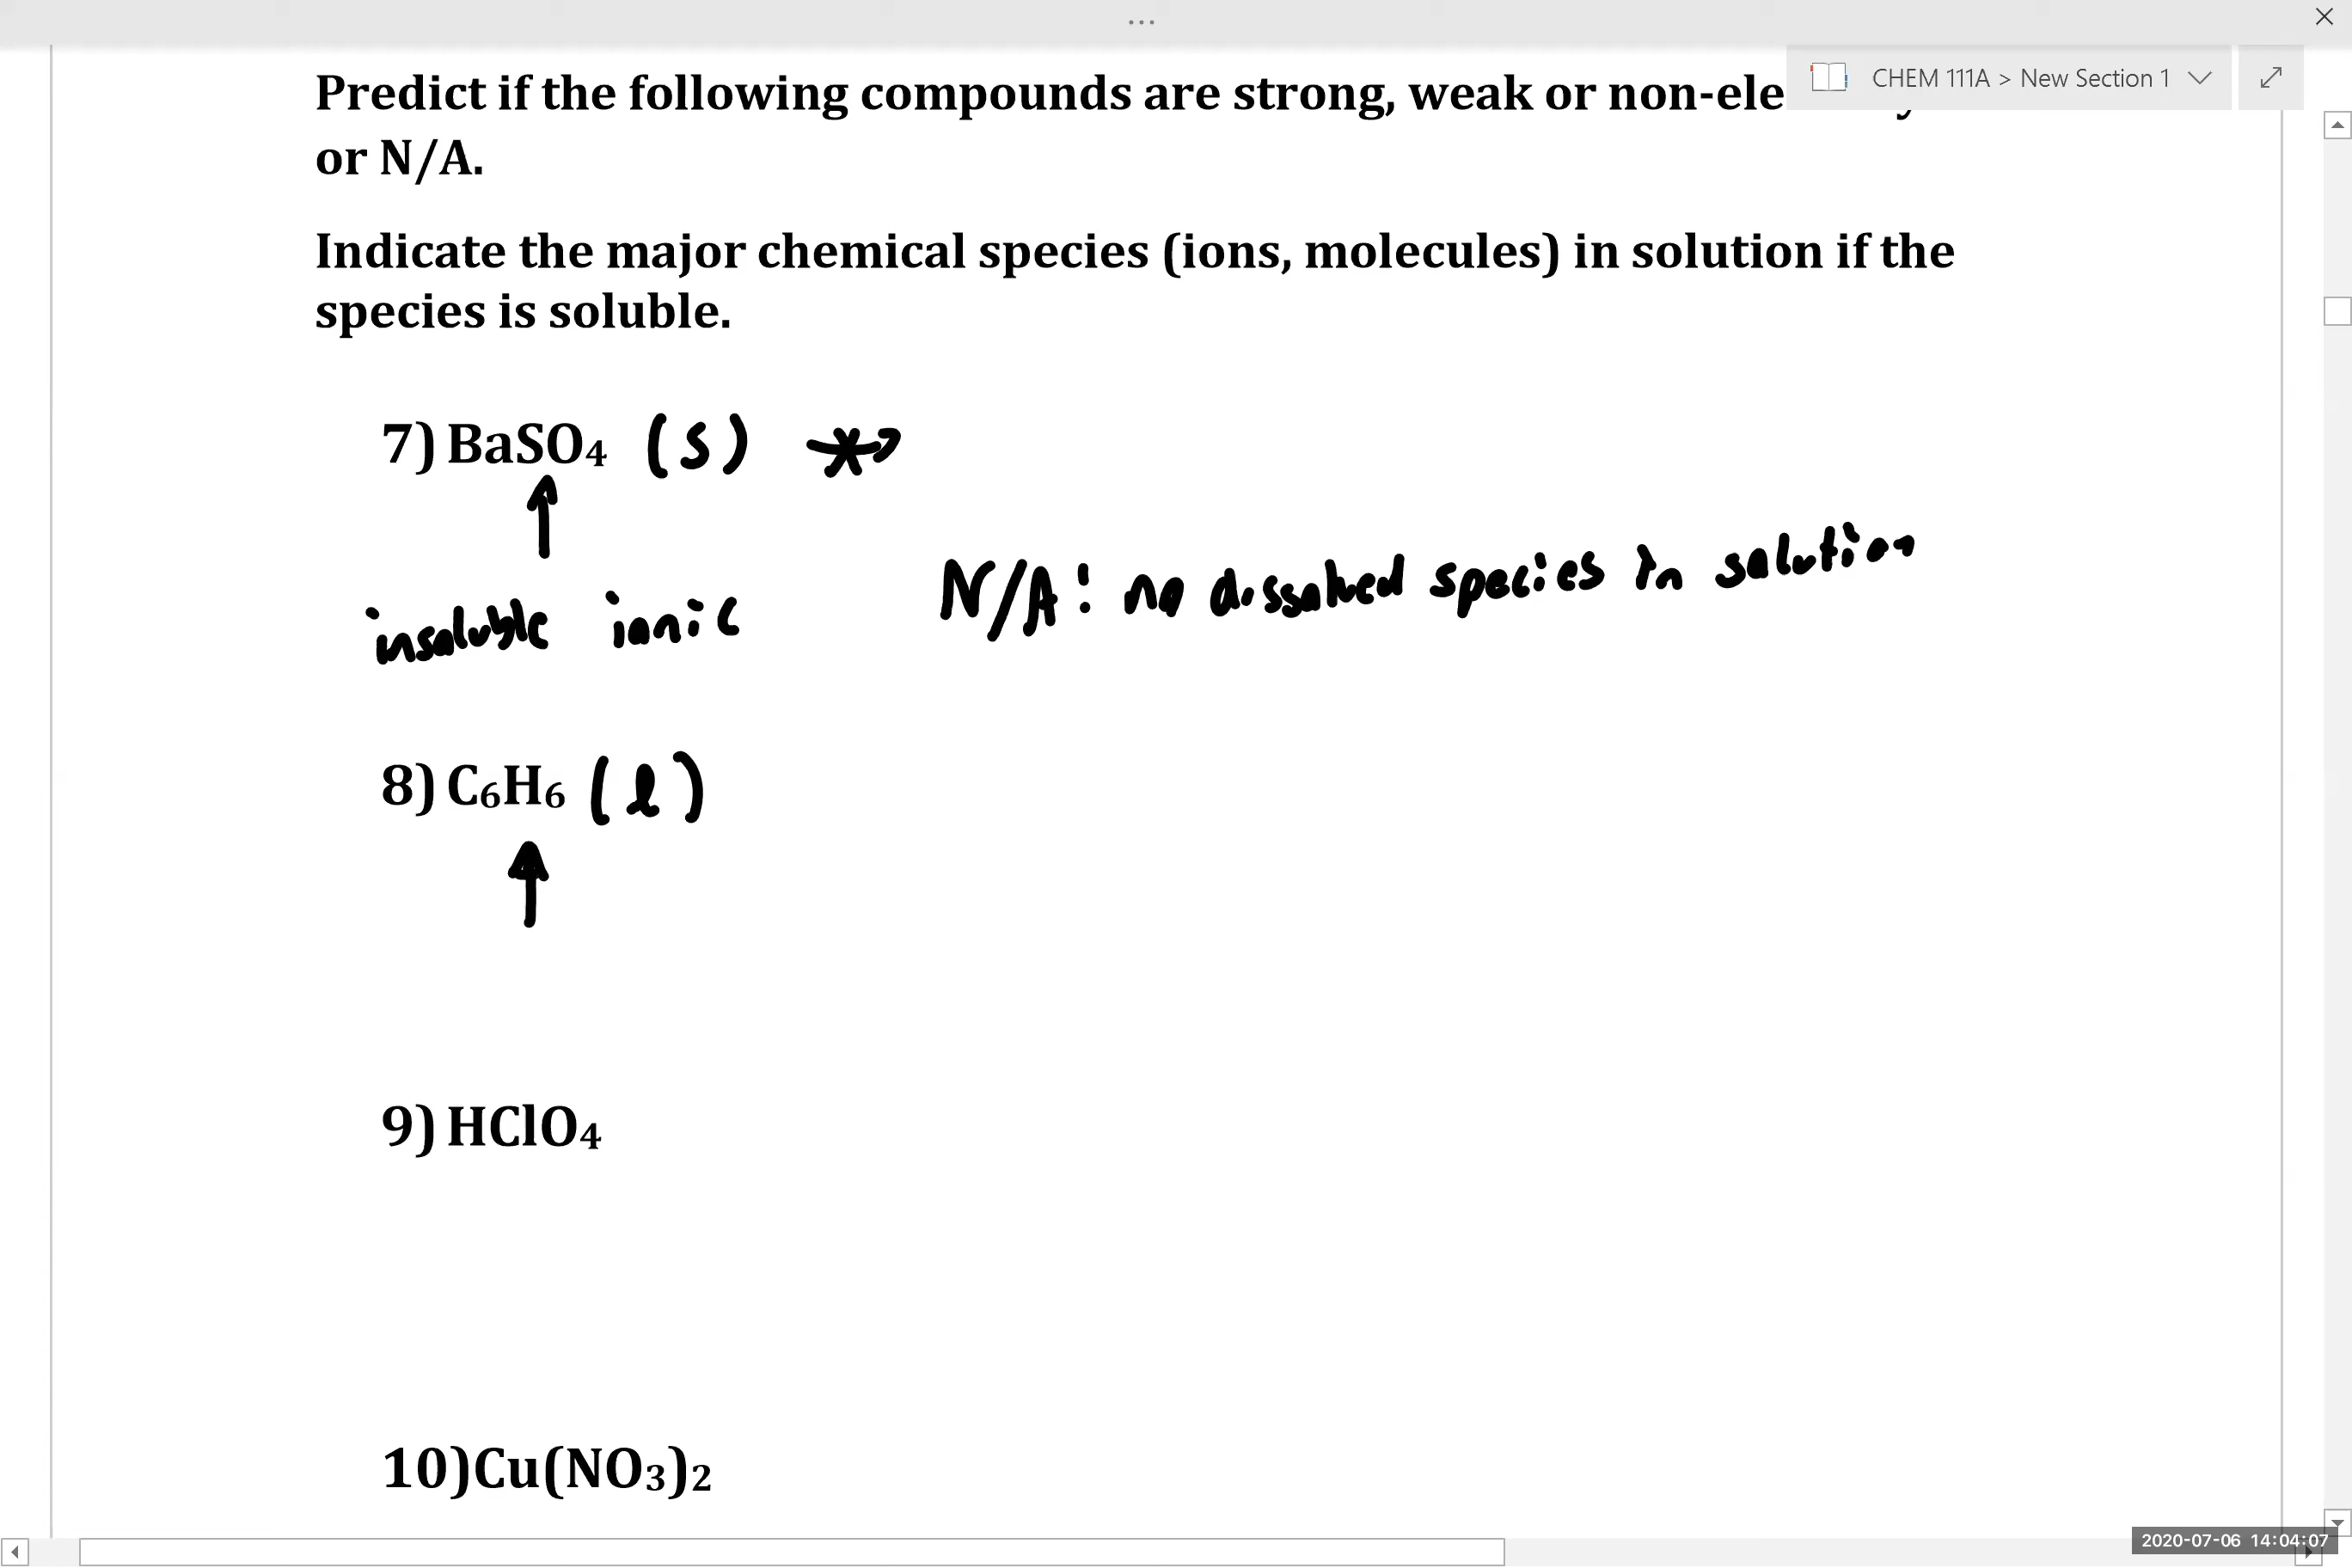 ...
CHEM 111A > New Section 1
Predict if the following compounds are strong, weak or non-ele
or N/A.
Indicate the major chemical species (ions, molecules) in solution if the
species is soluble.
7) BaSO₄ (s) *
insoluble ionic
N/A: no dissolved species in solution
8) C₆H₆ (l)
9) HClO₄
10)Cu(NO₃)₂
2020-07-06 14:04:07